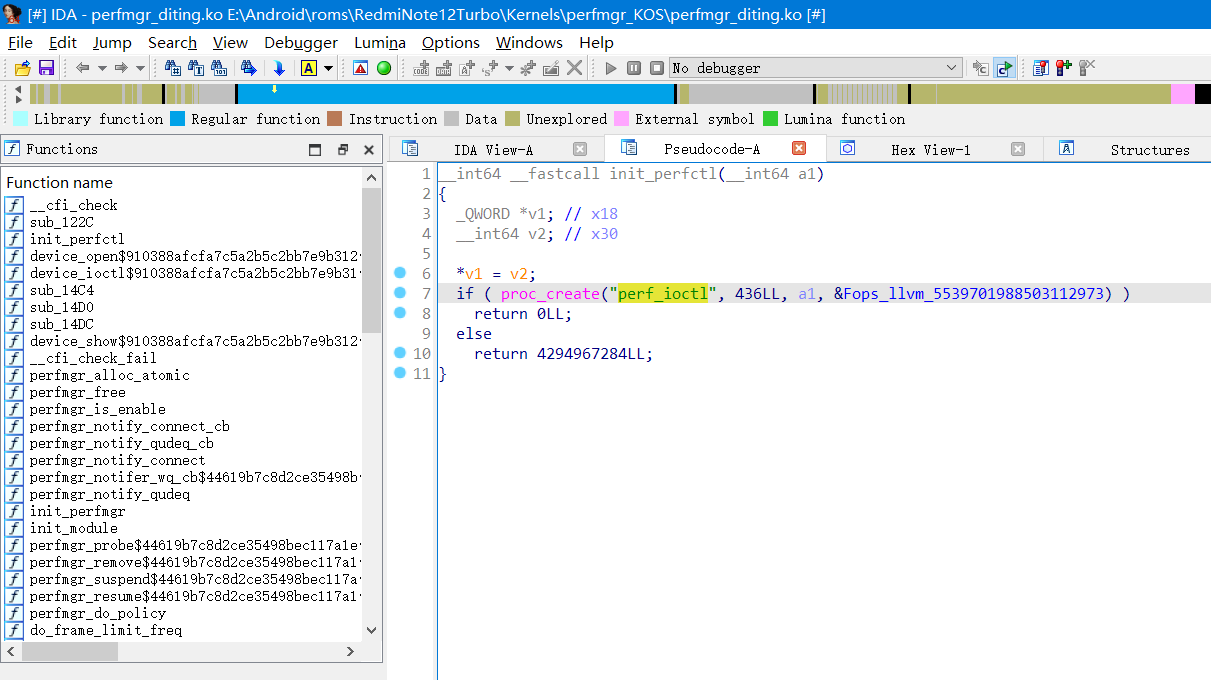 [#] IDA - perfmgr_diting.ko E:\Android\roms\RedmiNote12Turbo\Kernels\perfmgr_KOS\perfmgr_diting.ko [#]
File Edit Jump Search View Debugger Lumina Options Windows Help
No debugger
Library function Regular function Instruction Data Unexplored External symbol Lumina function
Functions
IDA View-A Pseudocode-A Hex View-1 Structures
Function name
__cfi_check
sub_122C
init_perfctl
device_open$910388afcfa7c5a2b5c2bb7e9b312
device_ioctl$910388afcfa7c5a2b5c2bb7e9b31
sub_14C4
sub_14D0
sub_14DC
device_show$910388afcfa7c5a2b5c2bb7e9b312
__cfi_check_fail
perfmgr_alloc_atomic
perfmgr_free
perfmgr_is_enable
perfmgr_notify_connect_cb
perfmgr_notify_qudeq_cb
perfmgr_notify_connect
perfmgr_notifer_wq_cb$44619b7c8d2ce35498b
perfmgr_notify_qudeq
init_perfmgr
init_module
perfmgr_probe$44619b7c8d2ce35498bec117a1e
perfmgr_remove$44619b7c8d2ce35498bec117a1
perfmgr_suspend$44619b7c8d2ce35498bec117a
perfmgr_resume$44619b7c8d2ce35498bec117a1
perfmgr_do_policy
do_frame_limit_freq
1 __int64 __fastcall init_perfctl(__int64 a1)
2 {
3 _QWORD *v1; // x18
4 __int64 v2; // x30
5
6 *v1 = v2;
7 if ( proc_create("perf_ioctl", 436LL, a1, &Fops_llvm_5539701988503112973) )
8 return 0LL;
9 else
10 return 4294967284LL;
11 }